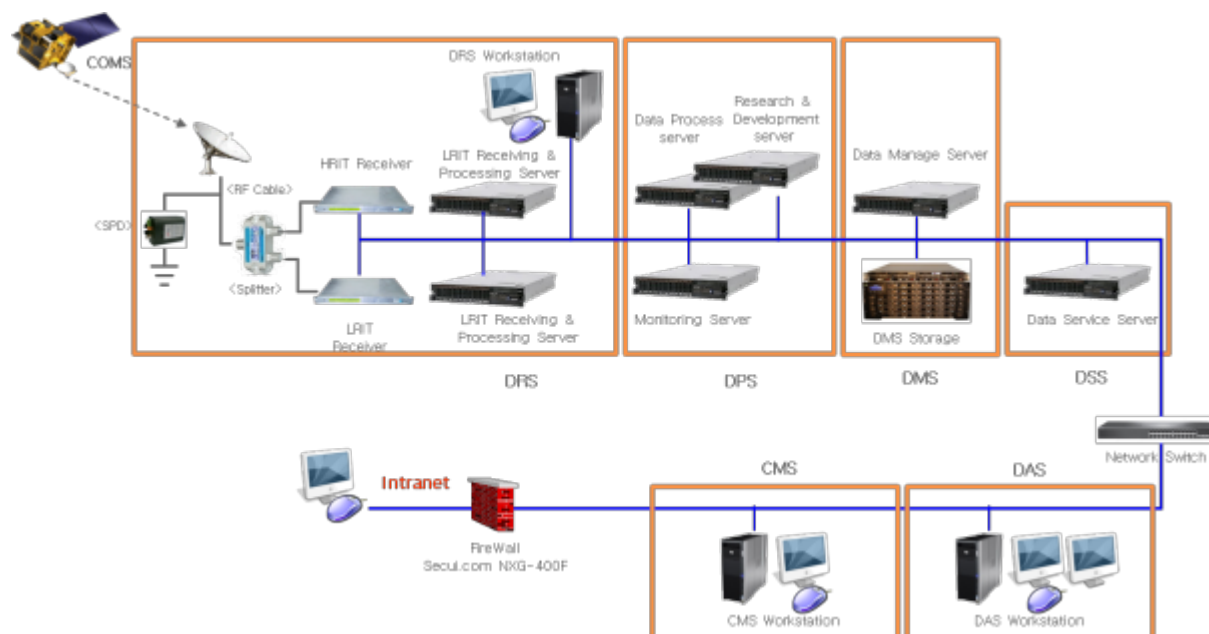 COMS
DRS Workstation
Research &
Development
server
Data Process
server
HRIT Receiver
LRIT Receiving &
Processing Server
Data Manage Server
<RF Cable>
<SPD>
<Splitter>
LRIT
Receiver
LRIT Receiving &
Processing Server
Monitoring Server
DMS Storage
Data Service Server
DRS
DPS
DMS
DSS
Network Switch
CMS
DAS
Intranet
FireWall
Secui.com NXG-400F
CMS Workstation
DAS Workstation